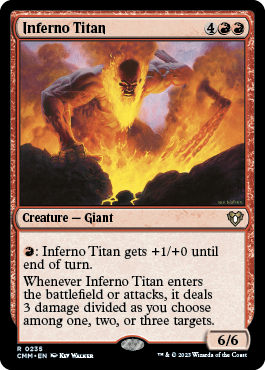 Inferno Titan 4
Creature — Giant
: Inferno Titan gets +1/+0 until
end of turn.
Whenever Inferno Titan enters
the battlefield or attacks, it deals
3 damage divided as you choose
among one, two, or three targets.
6/6
R 0235
CMM • EN Kev Walker
™ & © 2023 Wizards of the Coast